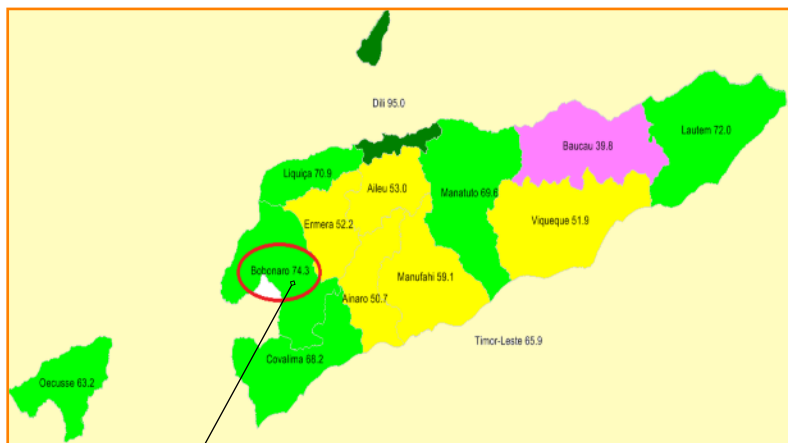 Dili 95.0
Lautem 72.0
Baucau 39.8
Liquiça 70.9
Aileu 53.0
Manatuto 69.6
Viqueque 51.9
Ermera 52.2
Bobonaro 74.3
Manufahi 59.1
Ainaro 50.7
Timor-Leste 65.9
Covalima 68.2
Oecusse 63.2